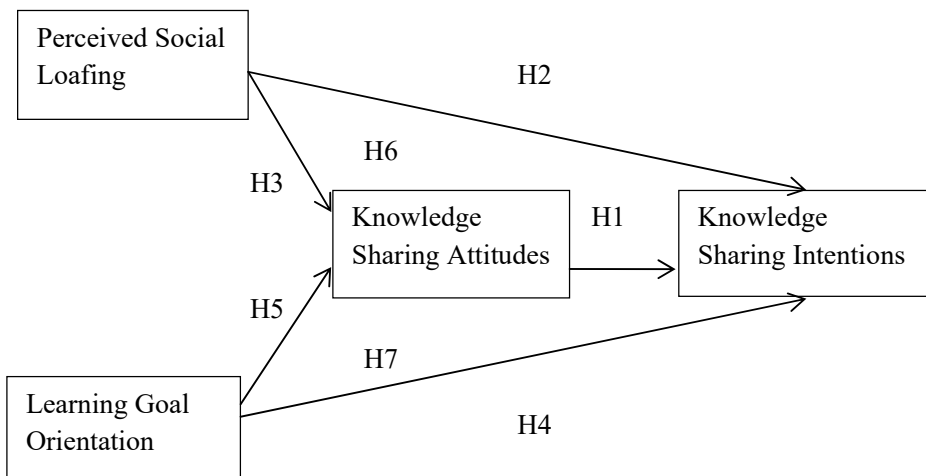 Perceived Social
Loafing
H2
H6
H3
Knowledge
Sharing Attitudes
H1
Knowledge
Sharing Intentions
H5
H7
Learning Goal
Orientation
H4